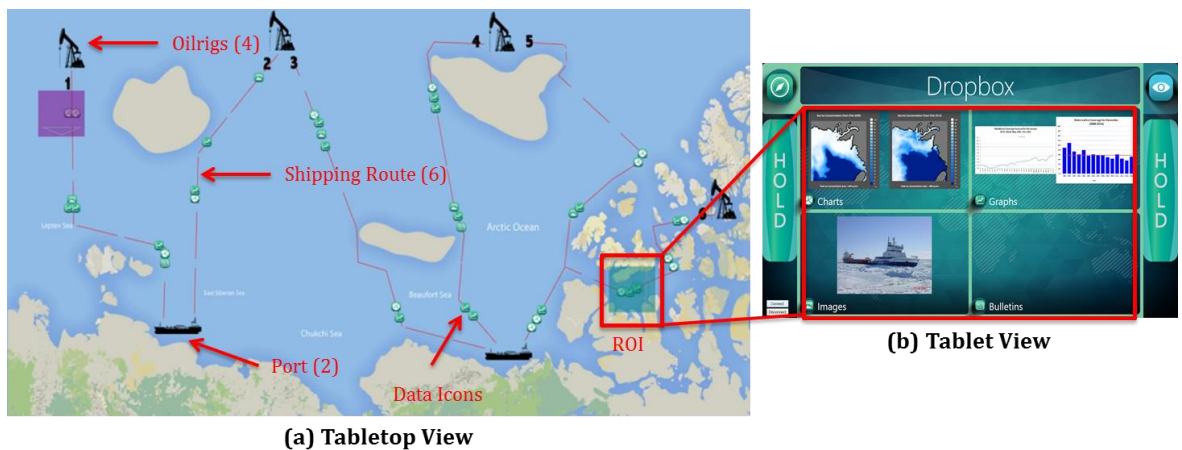 Oilrigs (4)
1
2
3
4
5
6
Shipping Route (6)
Laptev Sea
East Siberian Sea
Chukchi Sea
Beaufort Sea
Arctic Ocean
Port (2)
Data Icons
ROI
(a) Tabletop View
Dropbox
HOLD
HOLD
Charts
Graphs
Images
Bulletins
Connect
Disconnect
(b) Tablet View